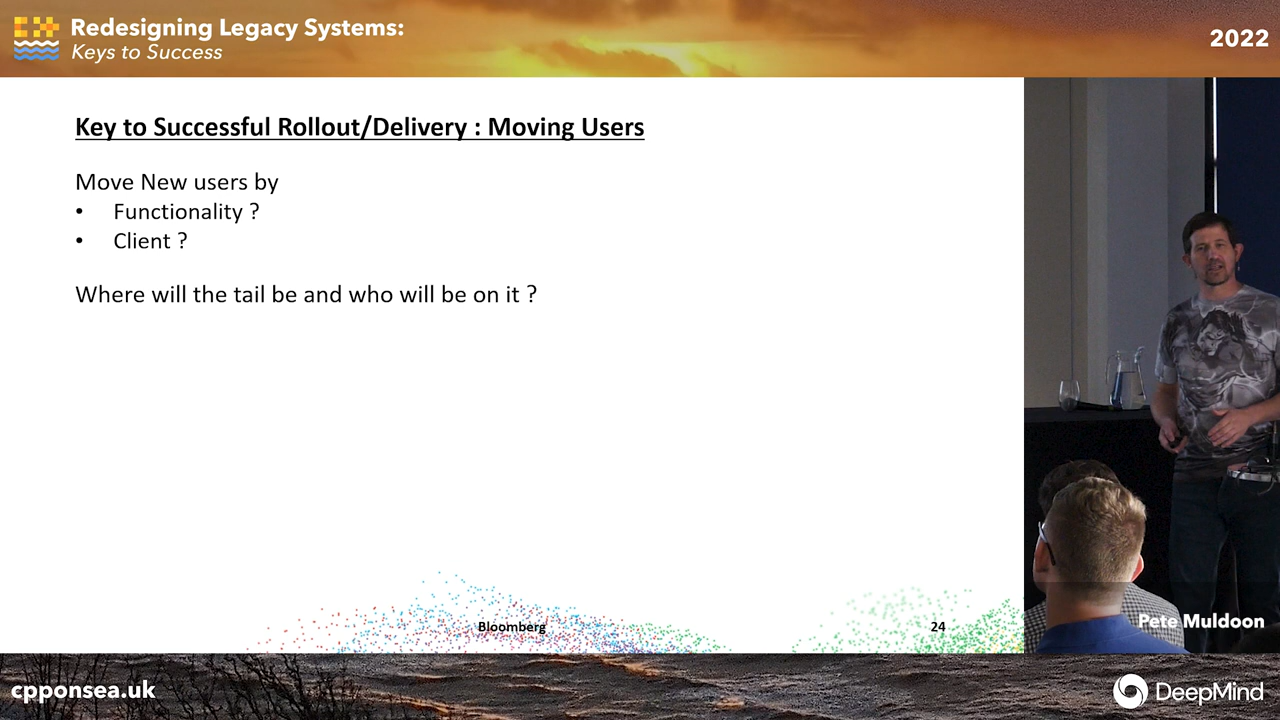 Redesigning Legacy Systems:
Keys to Success
2022
Key to Successful Rollout/Delivery : Moving Users
Move New users by
• Functionality ?
• Client ?
Where will the tail be and who will be on it ?
Bloomberg
24
Pete Muldoon
cpponsea.uk
DeepMind